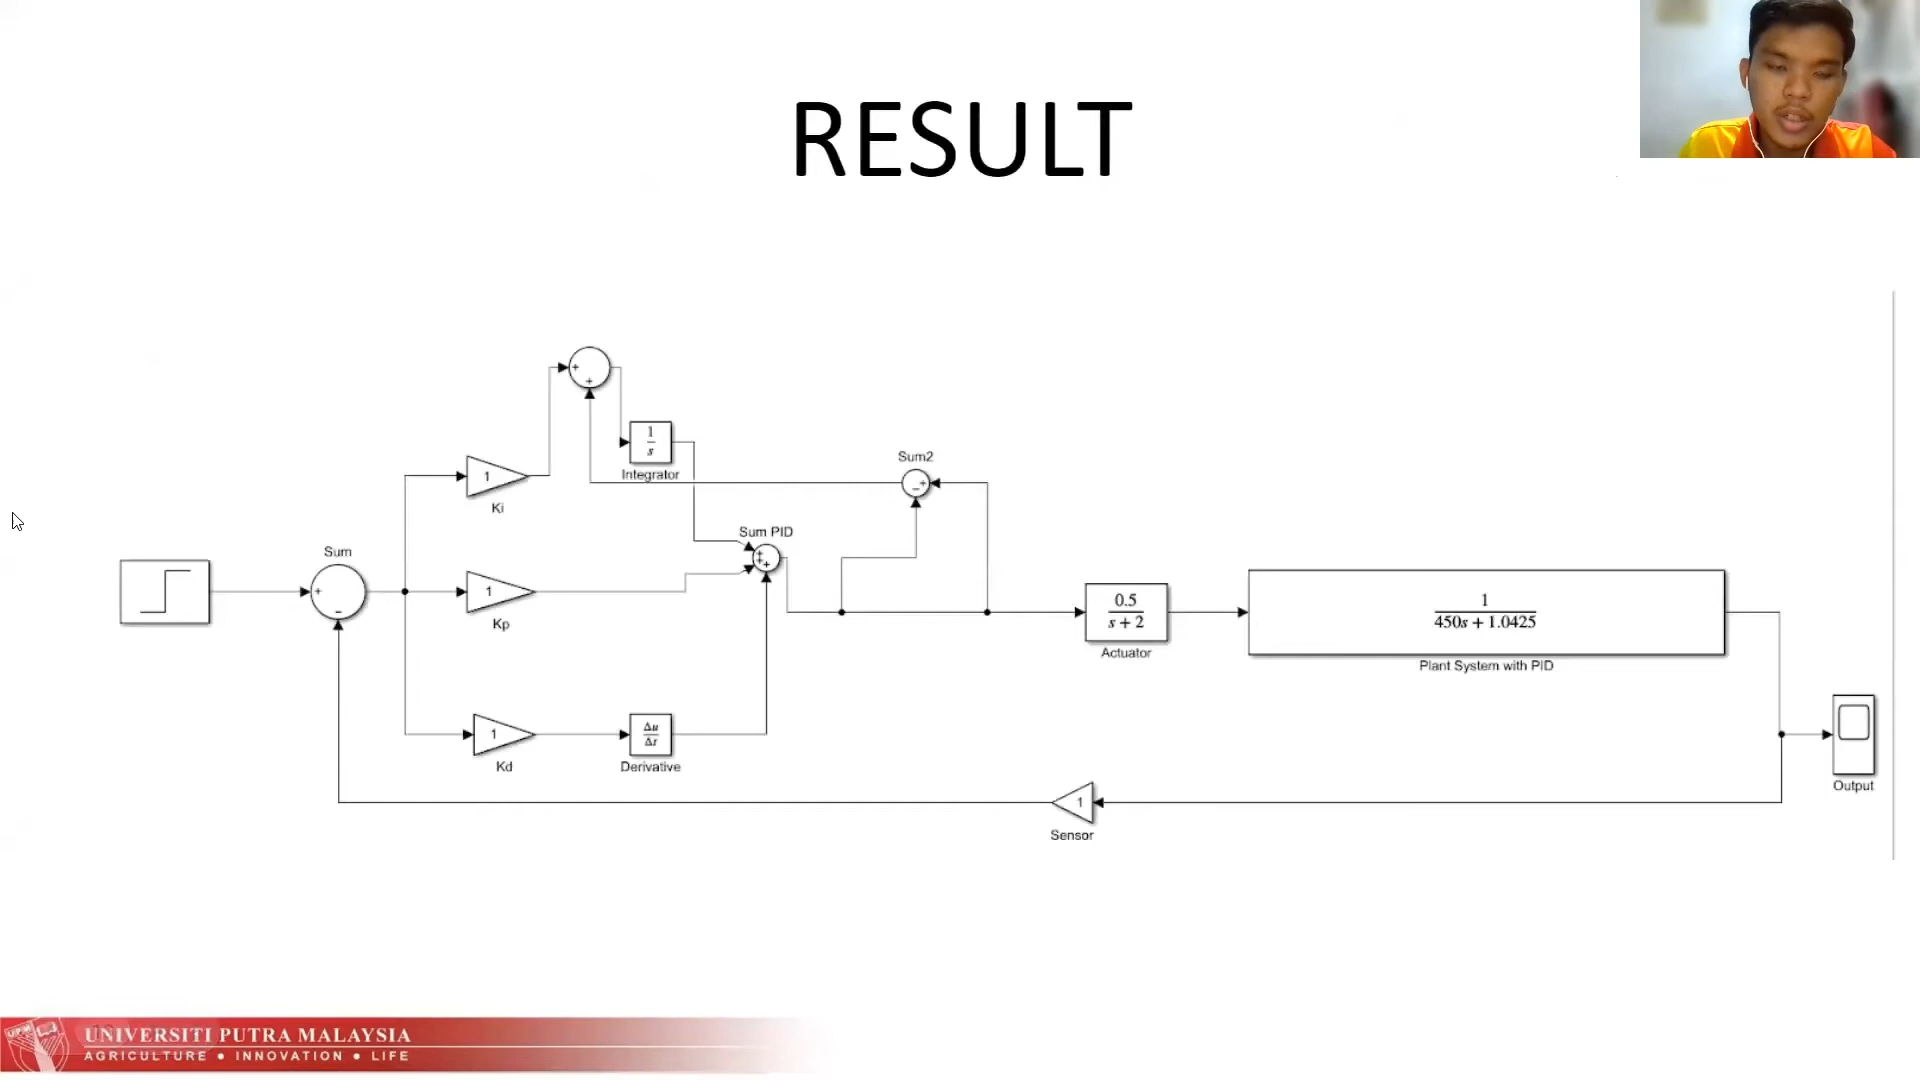 RESULT
+
+
1
s
Integrator
1
Ki
Sum2
−
+
Sum PID
+
+
+
Sum
+
−
1
Kp
0.5
s + 2
Actuator
1
450s + 1.0425
Plant System with PID
1
Kd
Δu
Δt
Derivative
Output
1
Sensor
UPM
UNIVERSITI PUTRA MALAYSIA
AGRICULTURE • INNOVATION • LIFE